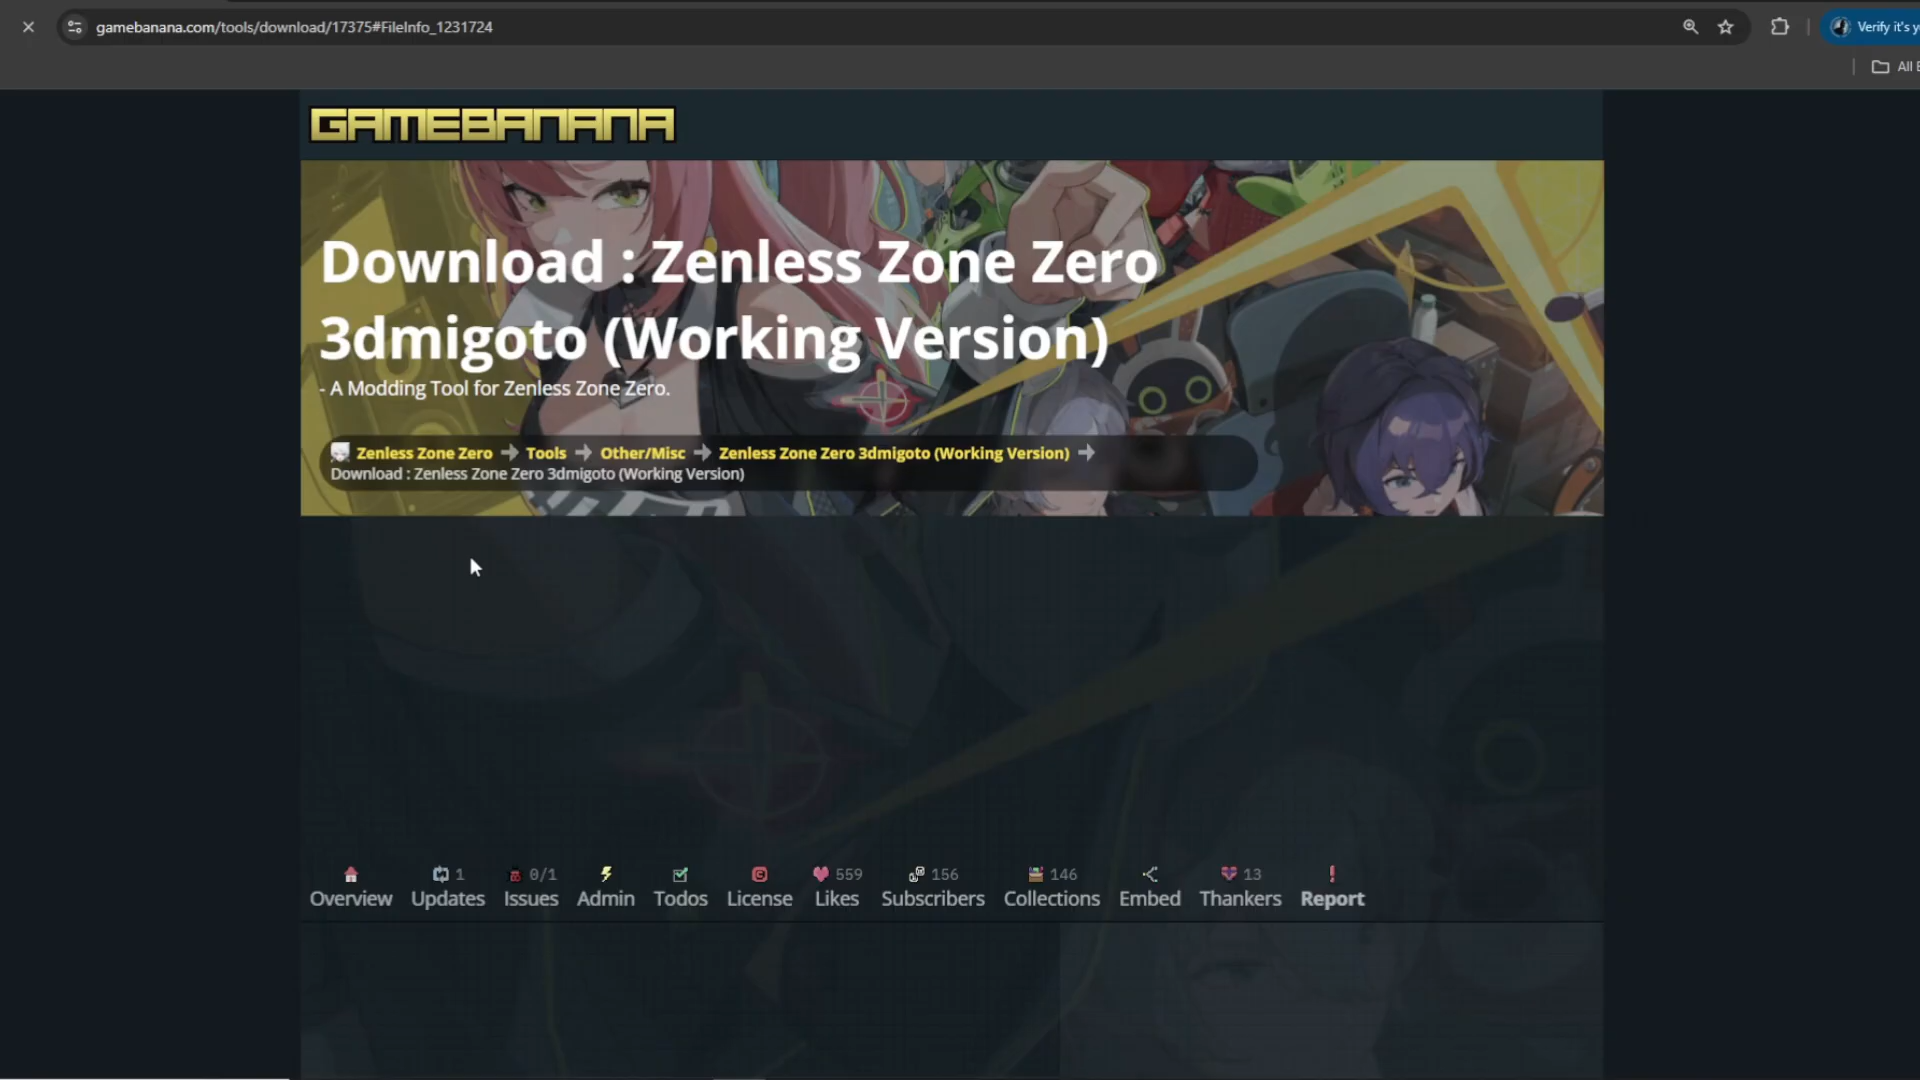 gamebanana.com/tools/download/17375#FileInfo_1231724
Verify it's yo
All B
GAMEBANANA
Download : Zenless Zone Zero
3dmigoto (Working Version)
- A Modding Tool for Zenless Zone Zero.
Zenless Zone Zero Tools Other/Misc Zenless Zone Zero 3dmigoto (Working Version)
Download : Zenless Zone Zero 3dmigoto (Working Version)
1 0/1 559 156 146 13
Overview Updates Issues Admin Todos License Likes Subscribers Collections Embed Thankers Report